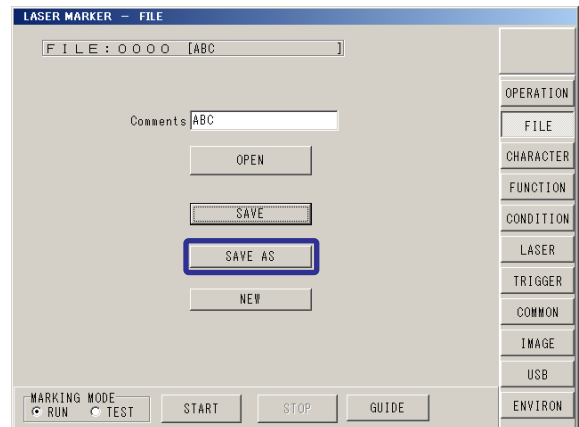 LASER MARKER － FILE
ＦＩＬＥ：００００ [ABC ]
Comments ABC
OPEN
SAVE
SAVE AS
NEW
OPERATION
FILE
CHARACTER
FUNCTION
CONDITION
LASER
TRIGGER
COMMON
IMAGE
USB
ENVIRON
MARKING MODE
RUN TEST
START
STOP
GUIDE